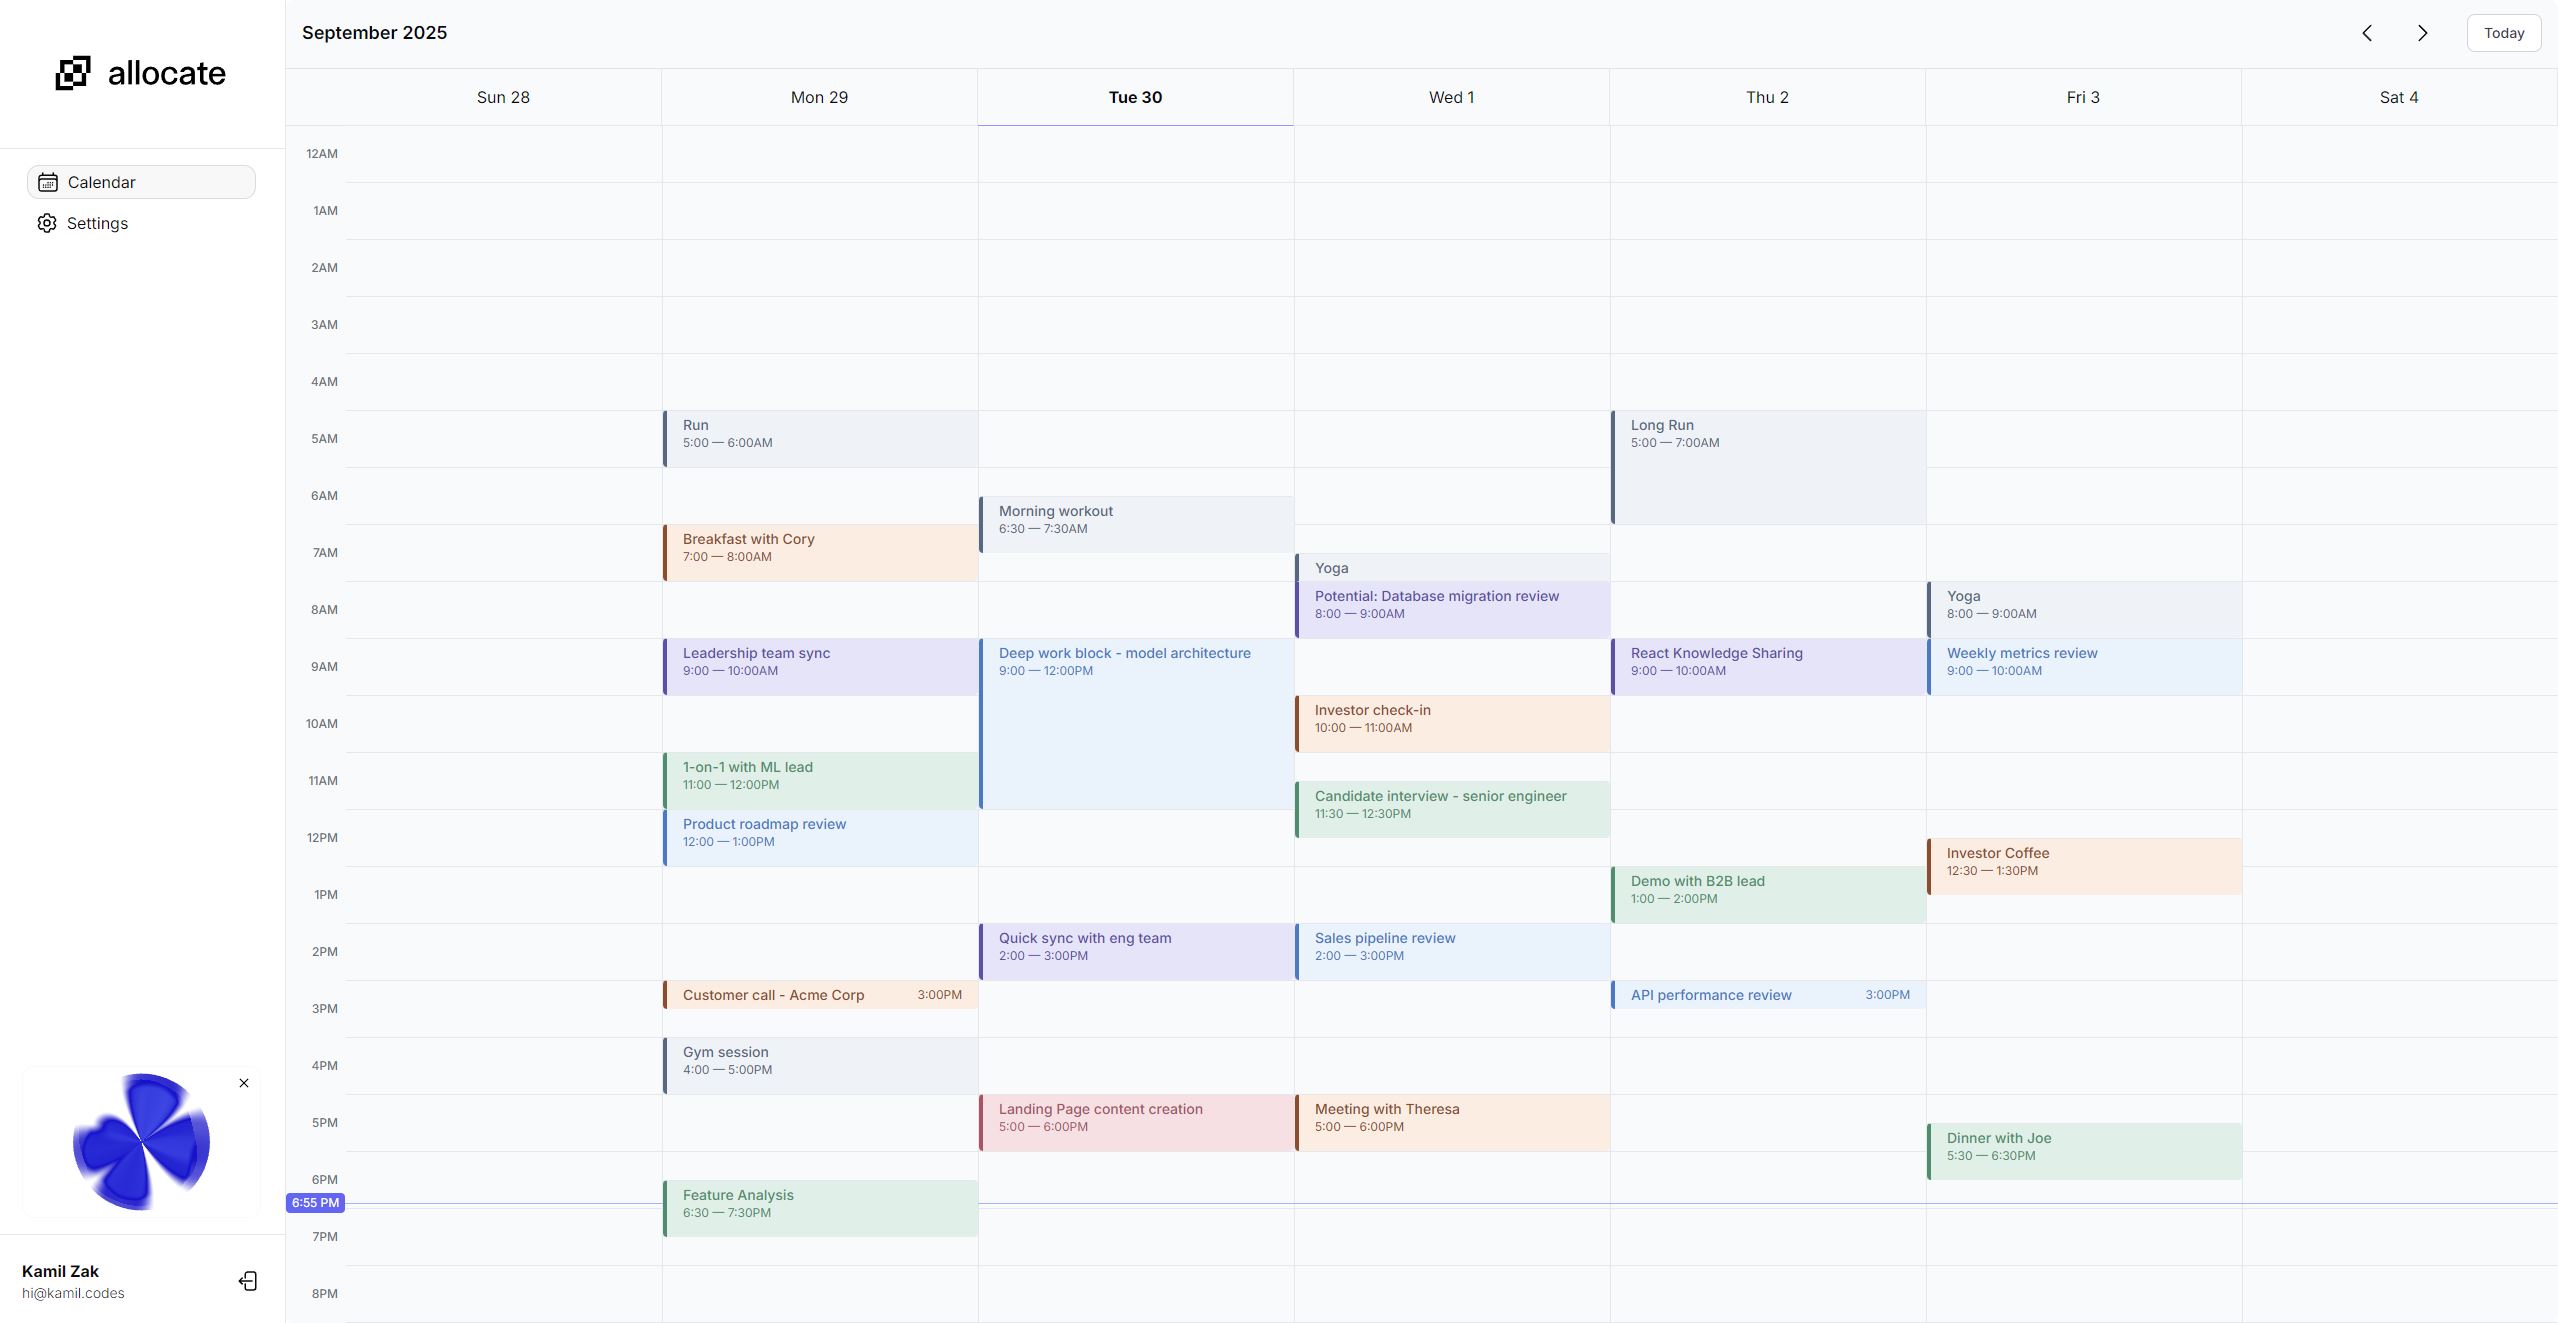 allocate
Calendar
Settings
Kamil Zak
hi@kamil.codes
September 2025
Today
Sun 28
Mon 29
Tue 30
Wed 1
Thu 2
Fri 3
Sat 4
12AM
1AM
2AM
3AM
4AM
5AM
6AM
7AM
8AM
9AM
10AM
11AM
12PM
1PM
2PM
3PM
4PM
5PM
6PM
6:55 PM
7PM
8PM
Run
5:00 — 6:00AM
Breakfast with Cory
7:00 — 8:00AM
Leadership team sync
9:00 — 10:00AM
1-on-1 with ML lead
11:00 — 12:00PM
Product roadmap review
12:00 — 1:00PM
Customer call - Acme Corp 3:00PM
Gym session
4:00 — 5:00PM
Feature Analysis
6:30 — 7:30PM
Morning workout
6:30 — 7:30AM
Deep work block - model architecture
9:00 — 12:00PM
Quick sync with eng team
2:00 — 3:00PM
Landing Page content creation
5:00 — 6:00PM
Yoga
Potential: Database migration review
8:00 — 9:00AM
Investor check-in
10:00 — 11:00AM
Candidate interview - senior engineer
11:30 — 12:30PM
Sales pipeline review
2:00 — 3:00PM
Meeting with Theresa
5:00 — 6:00PM
Long Run
5:00 — 7:00AM
React Knowledge Sharing
9:00 — 10:00AM
Demo with B2B lead
1:00 — 2:00PM
API performance review 3:00PM
Yoga
8:00 — 9:00AM
Weekly metrics review
9:00 — 10:00AM
Investor Coffee
12:30 — 1:30PM
Dinner with Joe
5:30 — 6:30PM